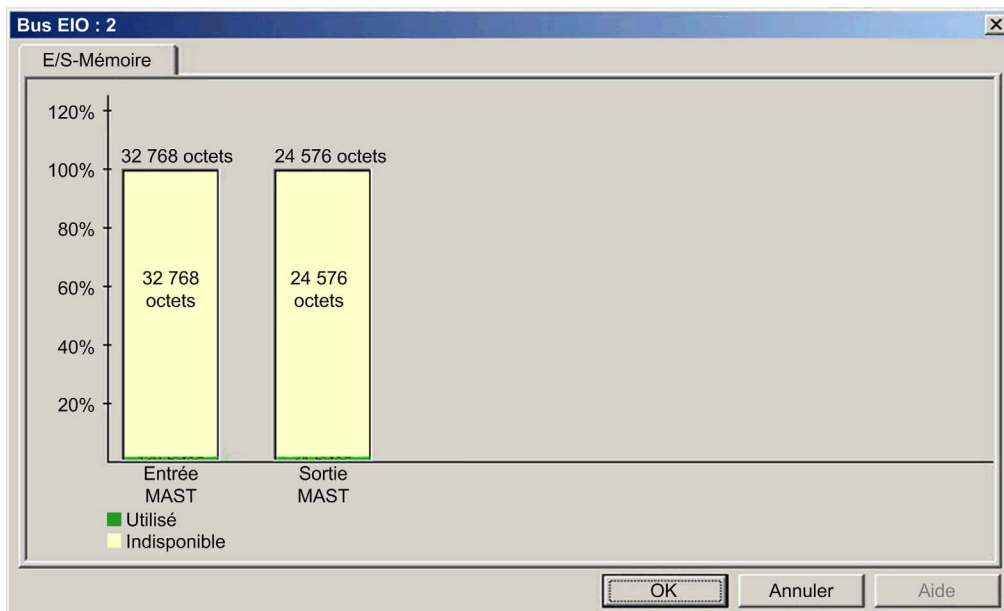 Bus EIO : 2
E/S-Mémoire
120%
32 768 octets 24 576 octets
100%
80%
32 768 24 576
60%
octets octets
40%
20%
Entrée Sortie
MAST MAST
Utilisé
Indisponible
OK Annuler Aide